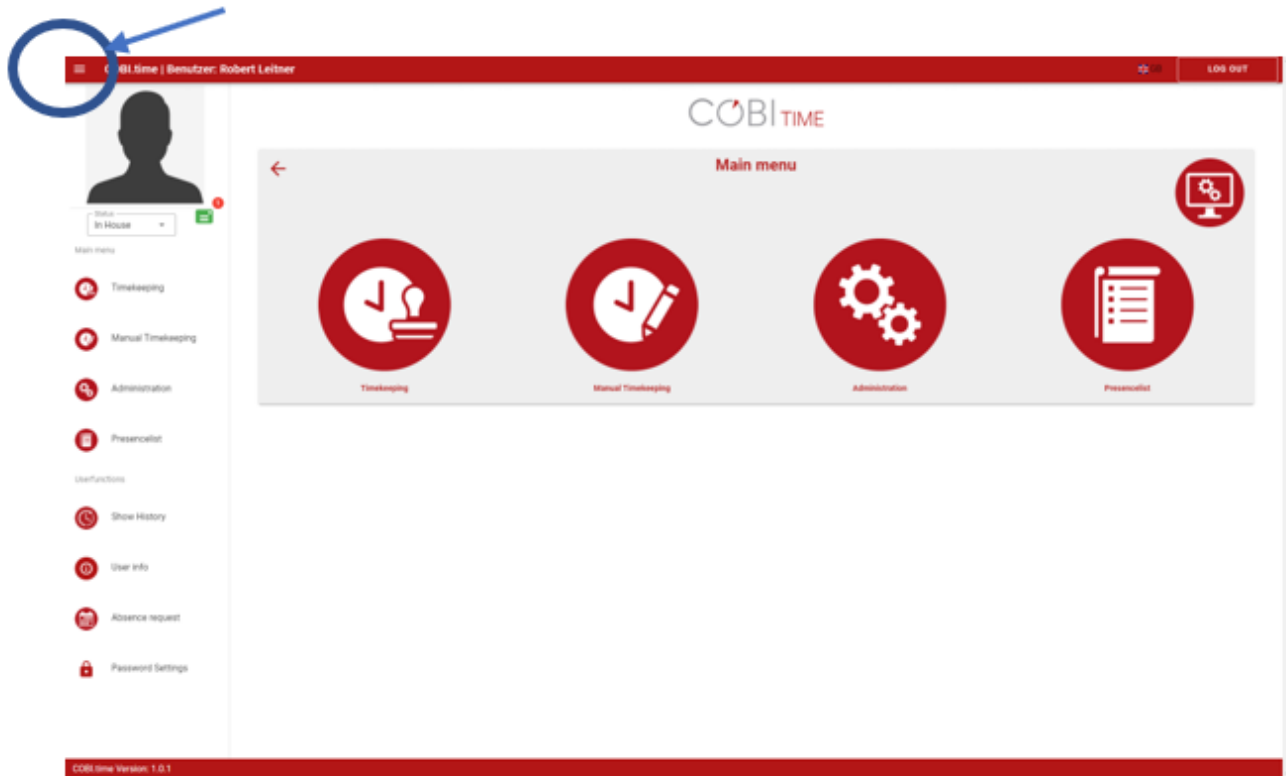 COBI.time | Benutzer: Robert Leitner
LOG OUT
COBI TIME
Main menu
Status
In House
Main menu
Timekeeping
Manual Timekeeping
Administration
Presencelist
Timekeeping
Manual Timekeeping
Administration
Presencelist
Userfunctions
Show History
User info
Absence request
Password Settings
COBI.time Version: 1.0.1